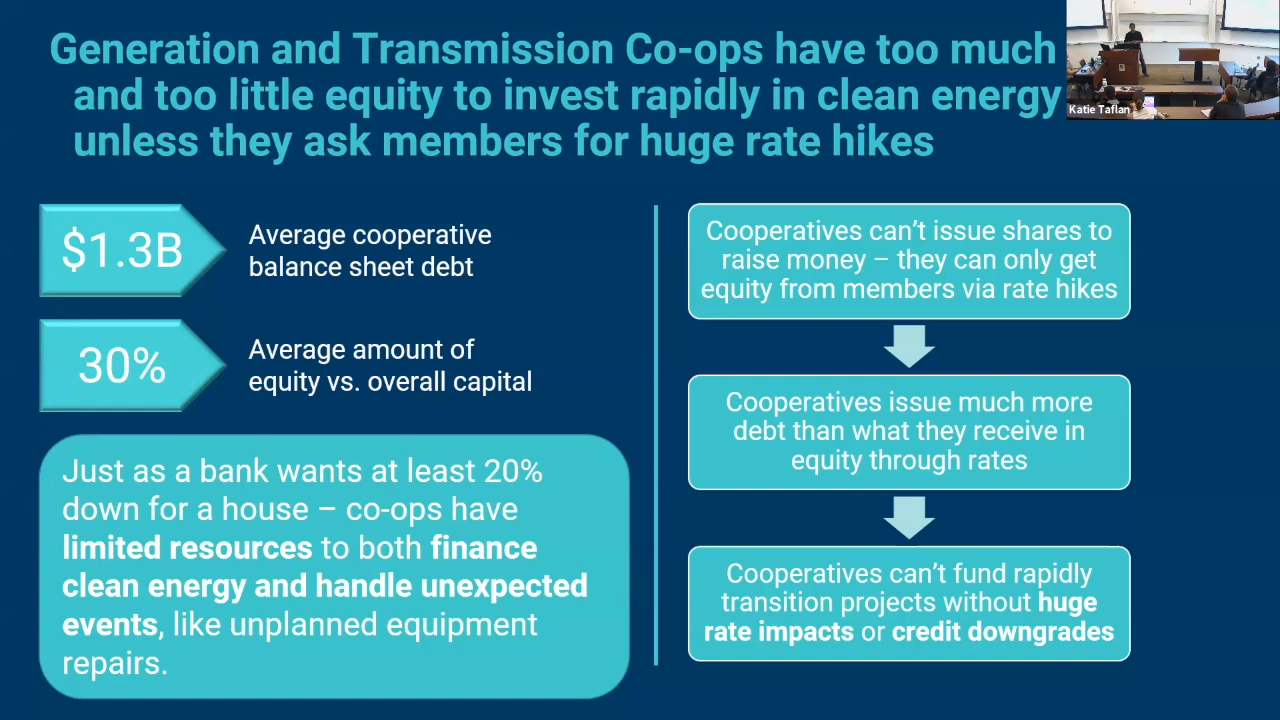 Generation and Transmission Co-ops have too much
and too little equity to invest rapidly in clean energy
unless they ask members for huge rate hikes
Katie Taflan
$1.3B
Average cooperative
balance sheet debt
30%
Average amount of
equity vs. overall capital
Just as a bank wants at least 20%
down for a house – co-ops have
limited resources to both finance
clean energy and handle unexpected
events, like unplanned equipment
repairs.
Cooperatives can’t issue shares to
raise money – they can only get
equity from members via rate hikes
Cooperatives issue much more
debt than what they receive in
equity through rates
Cooperatives can’t fund rapidly
transition projects without huge
rate impacts or credit downgrades